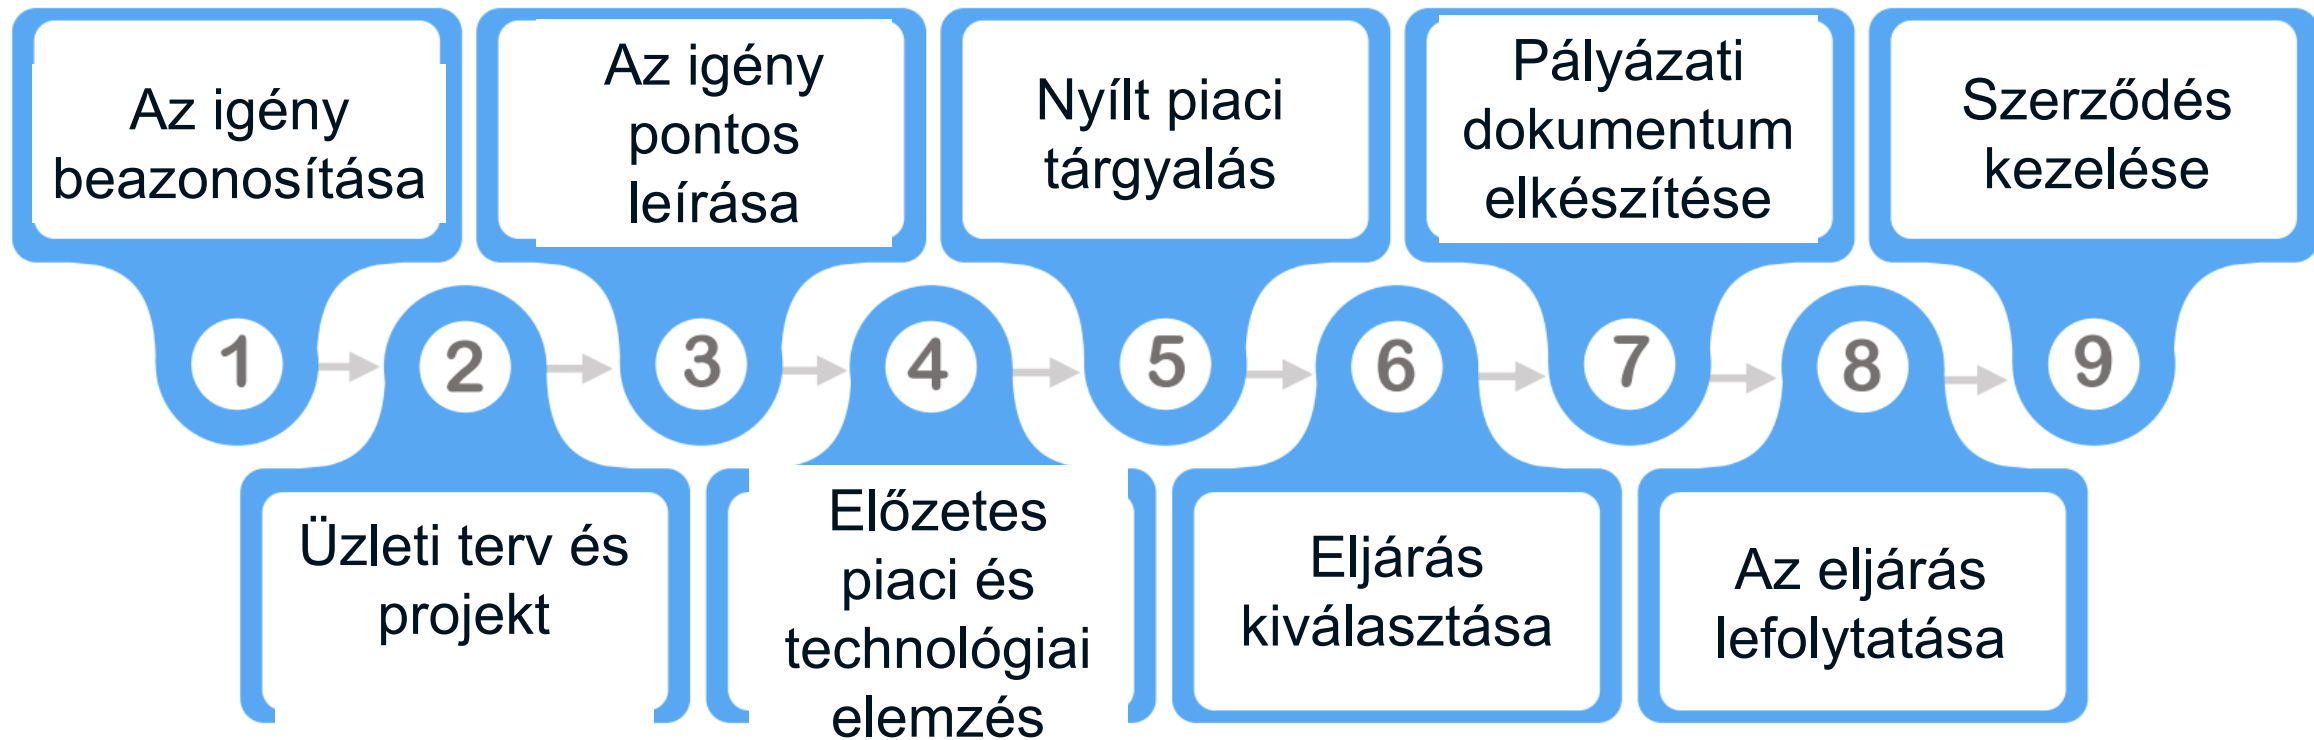 Az igény
beazonosítása
Az igény
pontos
leírása
Nyílt piaci
tárgyalás
Pályázati
dokumentum
elkészítése
Szerződés
kezelése
1
2
3
4
5
6
7
8
9
Üzleti terv és
projekt
Előzetes
piaci és
technológiai
elemzés
Eljárás
kiválasztása
Az eljárás
lefolytatása